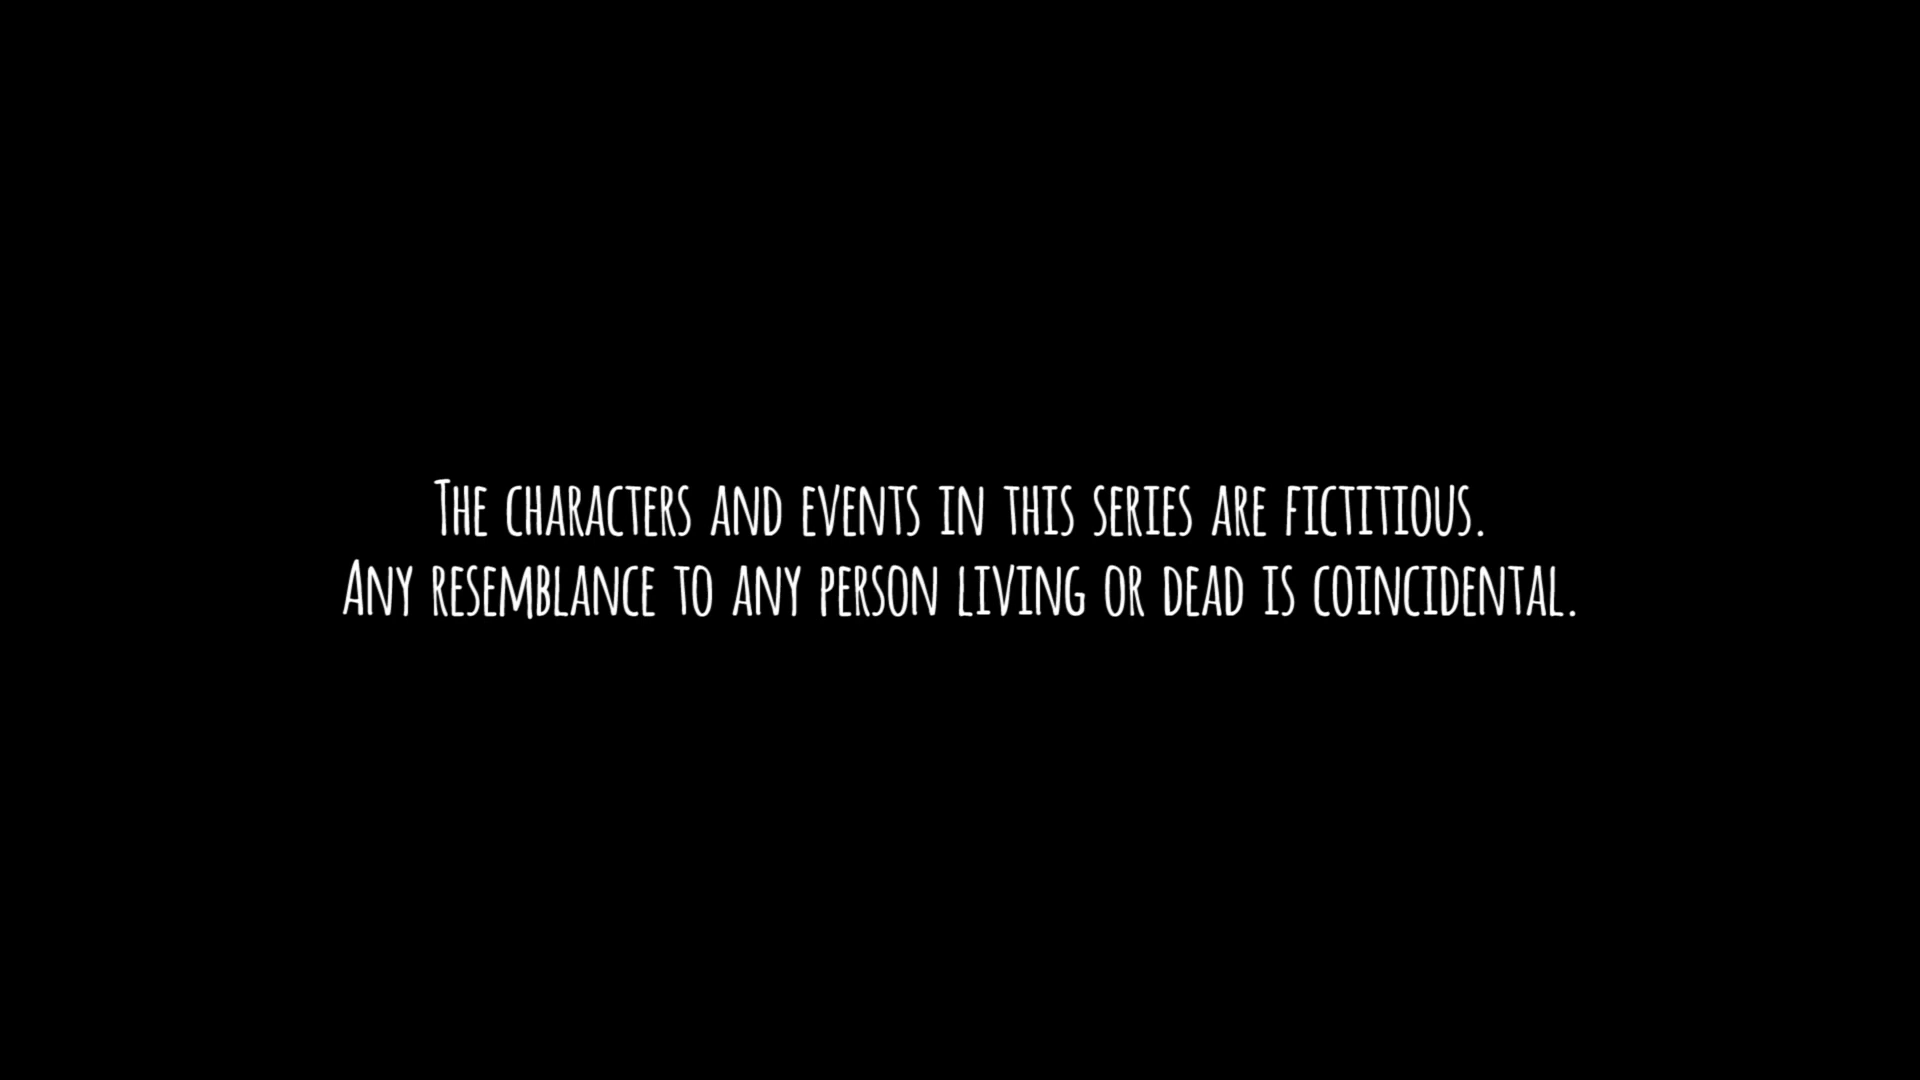 The characters and events in this series are fictitious.
Any resemblance to any person living or dead is coincidental.